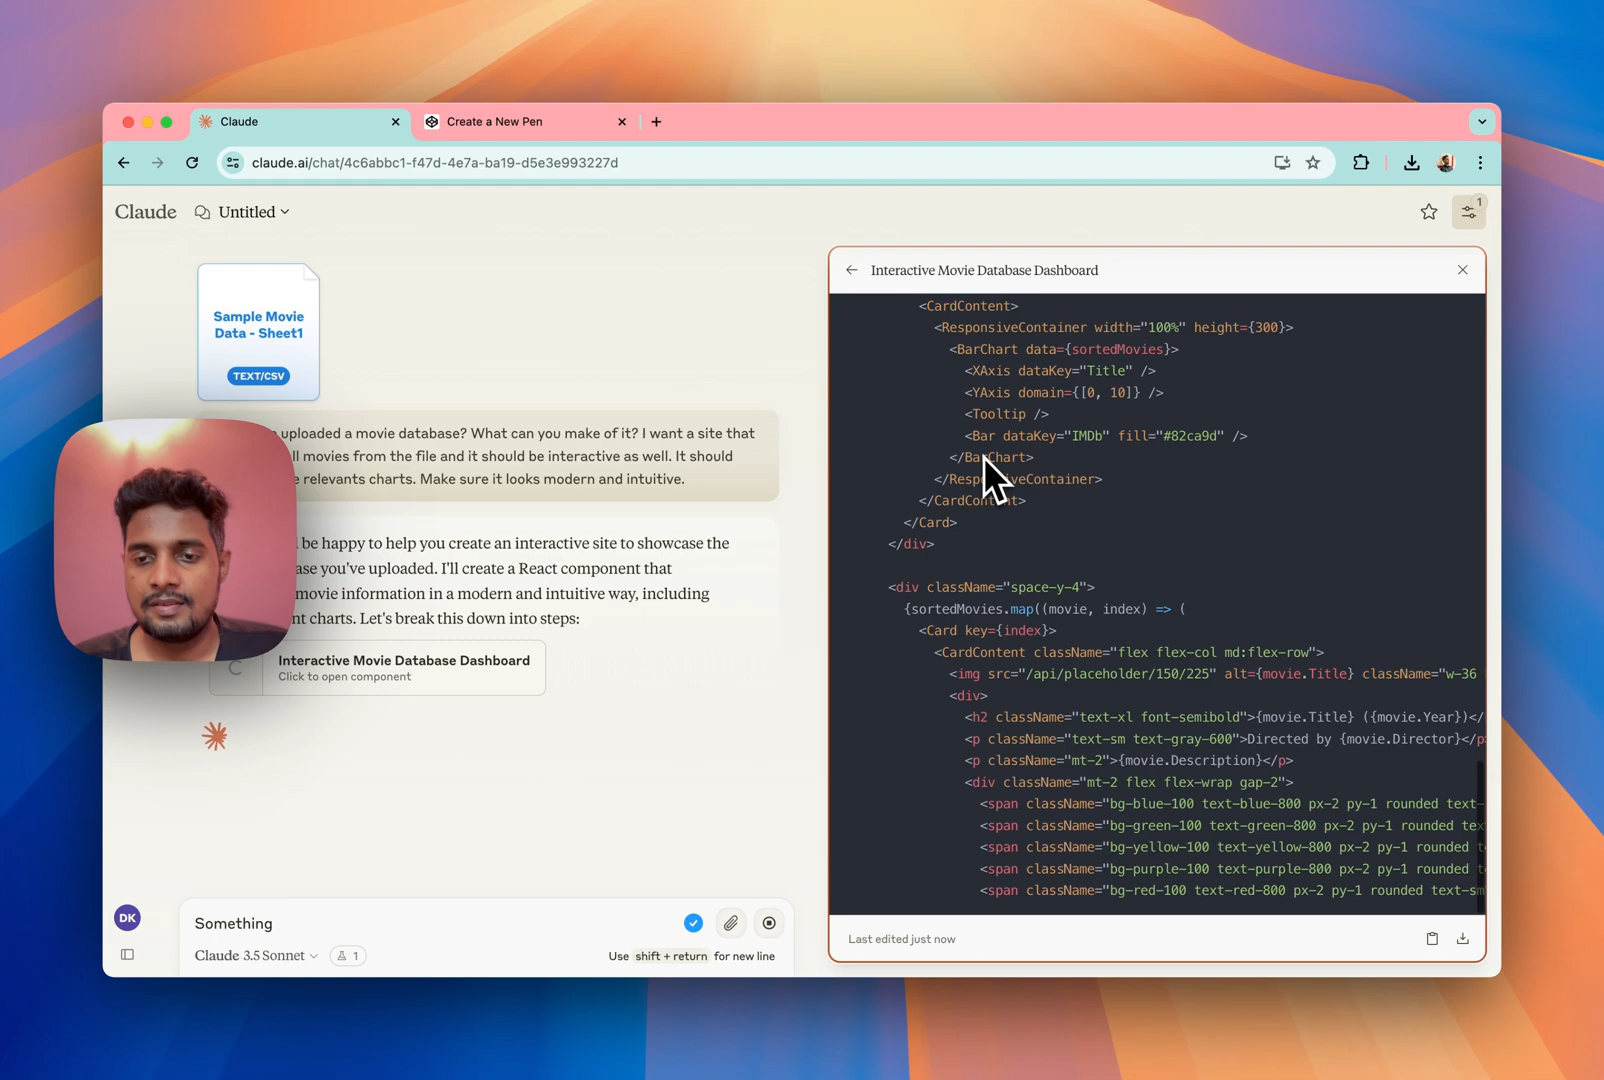 Claude
Create a New Pen
claude.ai/chat/4c6abbc1-f47d-4e7a-ba19-d5e3e993227d
Claude
Untitled
1
Sample Movie
Data - Sheet1
TEXT/CSV
uploaded a movie database? What can you make of it? I want a site that
movies from the file and it should be interactive as well. It should
relevants charts. Make sure it looks modern and intuitive.
be happy to help you create an interactive site to showcase the
you've uploaded. I'll create a React component that
movie information in a modern and intuitive way, including
charts. Let's break this down into steps:
Interactive Movie Database Dashboard
Click to open component
DK
Something
Claude 3.5 Sonnet
1
Use shift + return for new line
Interactive Movie Database Dashboard
<CardContent>
<ResponsiveContainer width="100%" height={300}>
<BarChart data={sortedMovies}>
<XAxis dataKey="Title" />
<YAxis domain={[0, 10]} />
<Tooltip />
<Bar dataKey="IMDb" fill="#82ca9d" />
</BarChart>
</ResponsiveContainer>
</CardContent>
</Card>
</div>
<div className="space-y-4">
{sortedMovies.map((movie, index) => (
<Card key={index}>
<CardContent className="flex flex-col md:flex-row">
<img src="/api/placeholder/150/225" alt={movie.Title} className="w-36
<div>
<h2 className="text-xl font-semibold">{movie.Title} ({movie.Year})</
<p className="text-sm text-gray-600">Directed by {movie.Director}</p
<p className="mt-2">{movie.Description}</p>
<div className="mt-2 flex flex-wrap gap-2">
<span className="bg-blue-100 text-blue-800 px-2 py-1 rounded text-
<span className="bg-green-100 text-green-800 px-2 py-1 rounded tex
<span className="bg-yellow-100 text-yellow-800 px-2 py-1 rounded t
<span className="bg-purple-100 text-purple-800 px-2 py-1 rounded t
<span className="bg-red-100 text-red-800 px-2 py-1 rounded text-sm
Last edited just now